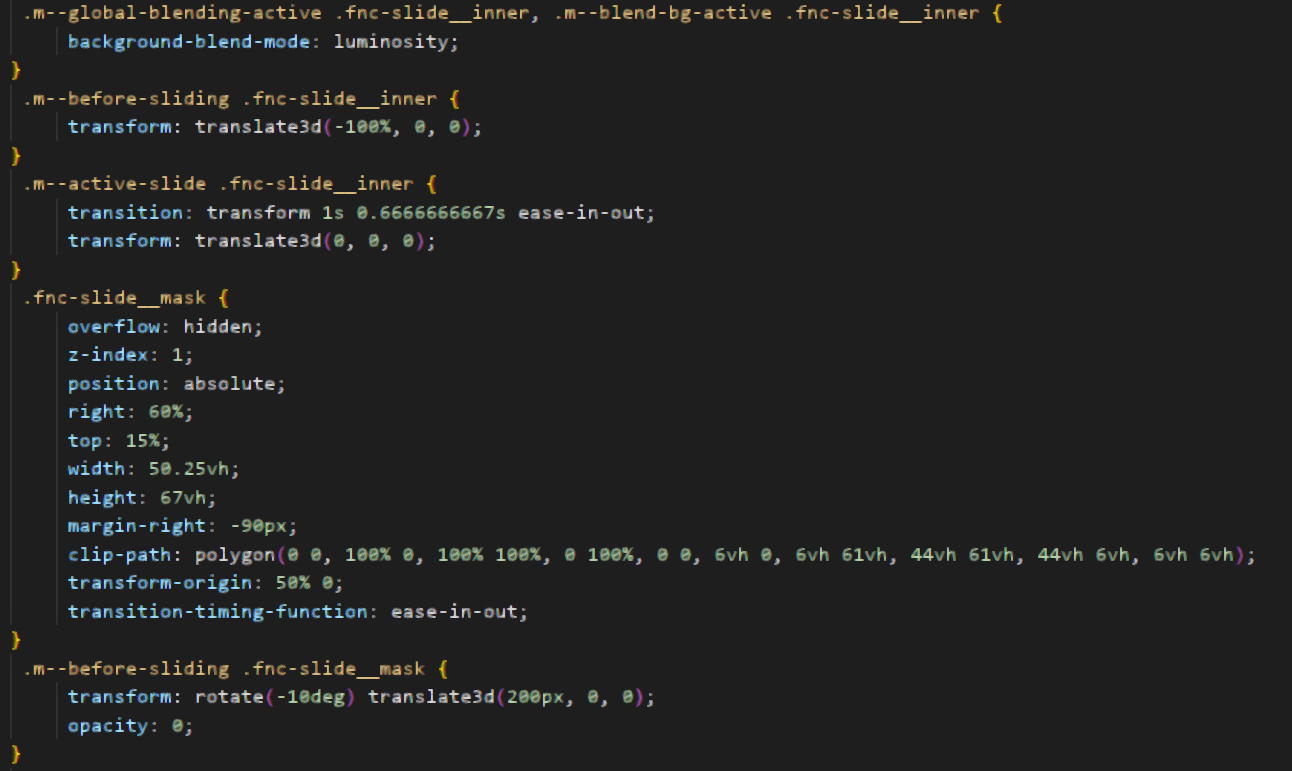 .m--global-blending-active .fnc-slide__inner, .m--blend-bg-active .fnc-slide__inner {
background-blend-mode: luminosity;
}
.m--before-sliding .fnc-slide__inner {
transform: translate3d(-100%, 0, 0);
}
.m--active-slide .fnc-slide__inner {
transition: transform 1s 0.6666666667s ease-in-out;
transform: translate3d(0, 0, 0);
}
.fnc-slide__mask {
overflow: hidden;
z-index: 1;
position: absolute;
right: 60%;
top: 15%;
width: 50.25vh;
height: 67vh;
margin-right: -90px;
clip-path: polygon(0 0, 100% 0, 100% 100%, 0 100%, 0 0, 6vh 0, 6vh 61vh, 44vh 61vh, 44vh 6vh, 6vh 6vh);
transform-origin: 50% 0;
transition-timing-function: ease-in-out;
}
.m--before-sliding .fnc-slide__mask {
transform: rotate(-10deg) translate3d(200px, 0, 0);
opacity: 0;
}